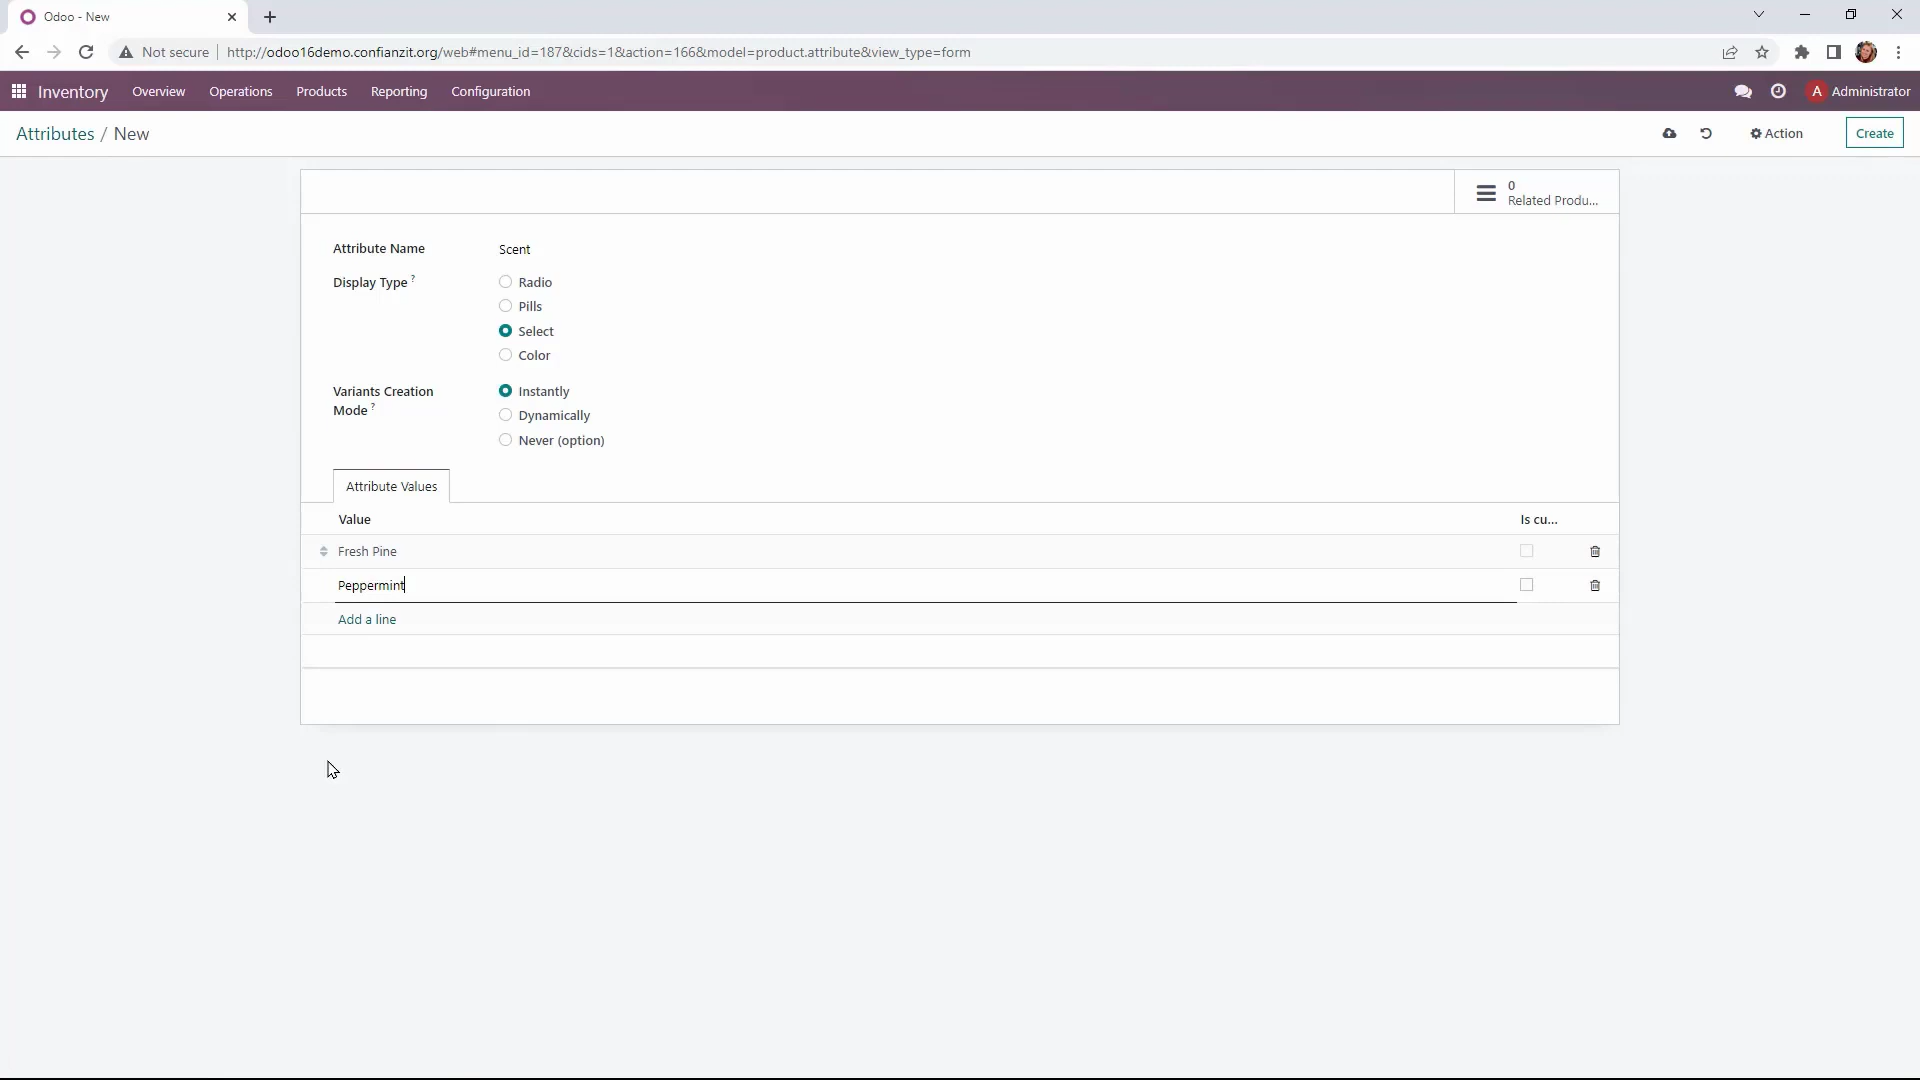 Odoo - New
Not secure
http://odoo16demo.confianzit.org/web#menu_id=187&cids=1&action=166&model=product.attribute&view_type=form
Inventory Overview Operations Products Reporting Configuration A Administrator
Attributes / New Action Create
0
Related Produ...
Attribute Name Scent
Display Type ? Radio
Pills
Select
Color
Variants Creation Mode ? Instantly
Dynamically
Never (option)
Attribute Values
Value Is cu...
Fresh Pine
Peppermint
Add a line